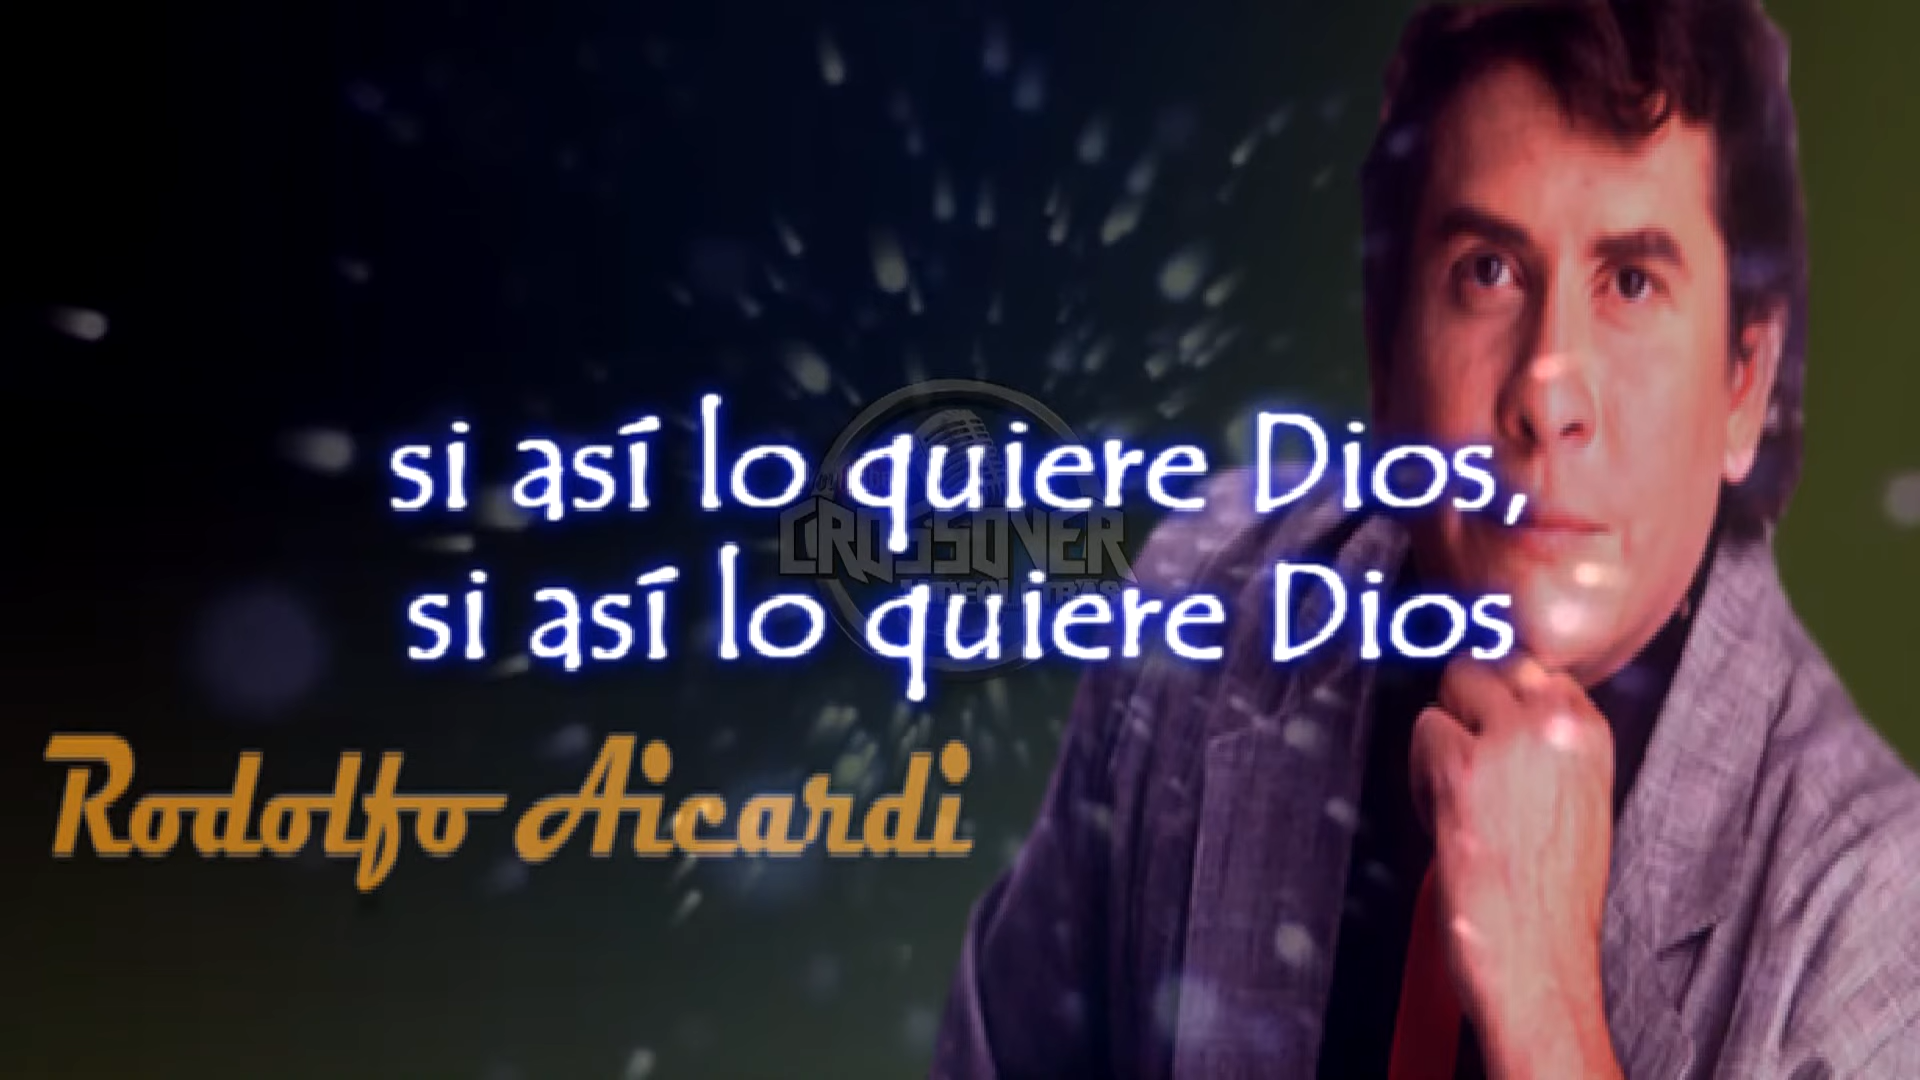 si así lo quiere Dios,
CROSSOVER
si así lo quiere Dios
Rodolfo Aicardi